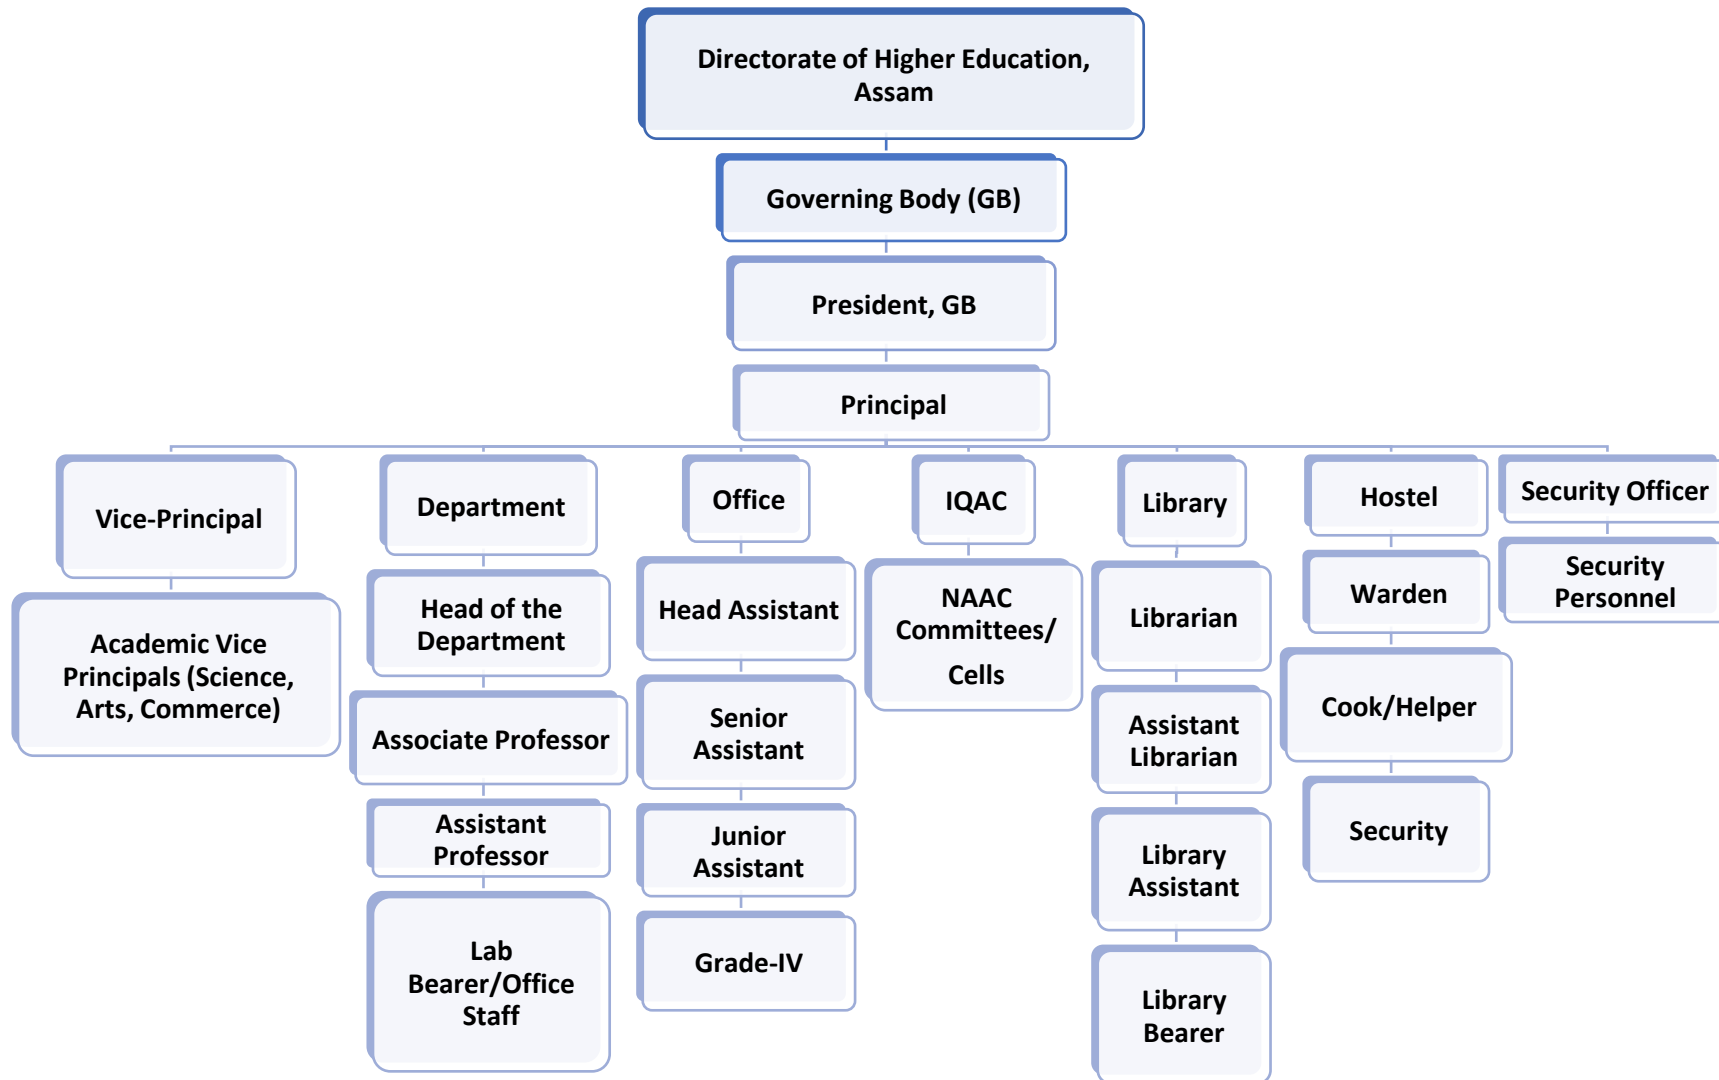 Directorate of Higher Education,
Assam
Governing Body (GB)
President, GB
Principal
Vice-Principal
Academic Vice
Principals (Science,
Arts, Commerce)
Department
Head of the
Department
Associate Professor
Assistant
Professor
Lab
Bearer/Office
Staff
Office
Head Assistant
Senior
Assistant
Junior
Assistant
Grade-IV
IQAC
NAAC
Committees/
Cells
Library
Librarian
Assistant
Librarian
Library
Assistant
Library
Bearer
Hostel
Warden
Cook/Helper
Security
Security Officer
Security
Personnel